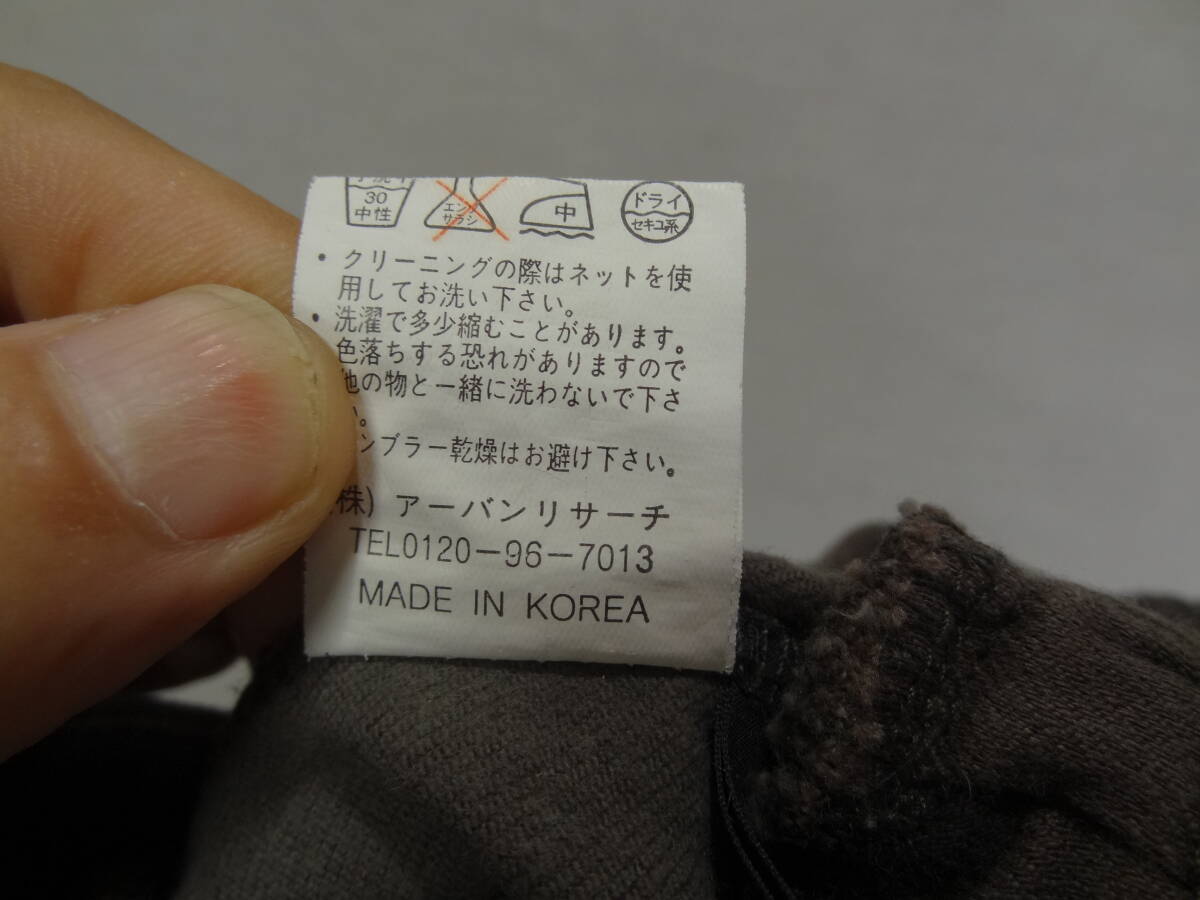 30
中性
エンソ
サラシ
中
ドライ
セキユ系
・クリーニングの際はネットを使
用してお洗い下さい。
・洗濯で多少縮むことがあります。
色落ちする恐れがありますので
他の物と一緒に洗わないで下さ
い。
ンブラー乾燥はお避け下さい。
(株) アーバンリサーチ
TEL0120-96-7013
MADE IN KOREA